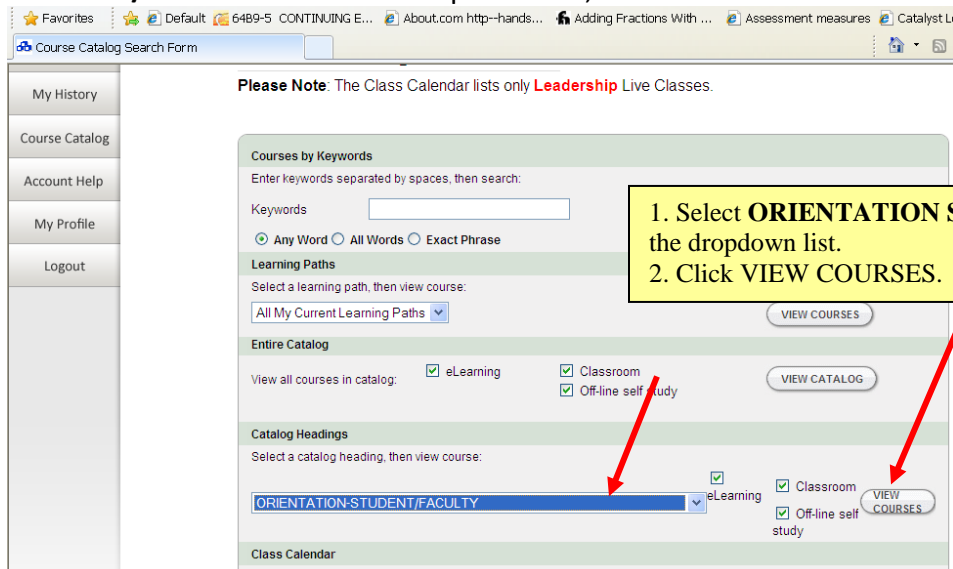 Favorites Default 64B9-5 CONTINUING E... About.com http--hands... Adding Fractions With ... Assessment measures Catalyst
Course Catalog Search Form
Please Note: The Class Calendar lists only Leadership Live Classes.
My History
Course Catalog
Account Help
My Profile
Logout
Courses by Keywords
Enter keywords separated by spaces, then search:
Keywords
Any Word All Words Exact Phrase
Learning Paths
Select a learning path, then view course:
All My Current Learning Paths
VIEW COURSES
1. Select ORIENTATION
the dropdown list.
2. Click VIEW COURSES.
Entire Catalog
View all courses in catalog: eLearning Classroom
Off-line self study
VIEW CATALOG
Catalog Headings
Select a catalog heading, then view course:
ORIENTATION-STUDENT/FACULTY
eLearning
Classroom
Off-line self
study
VIEW
COURSES
Class Calendar